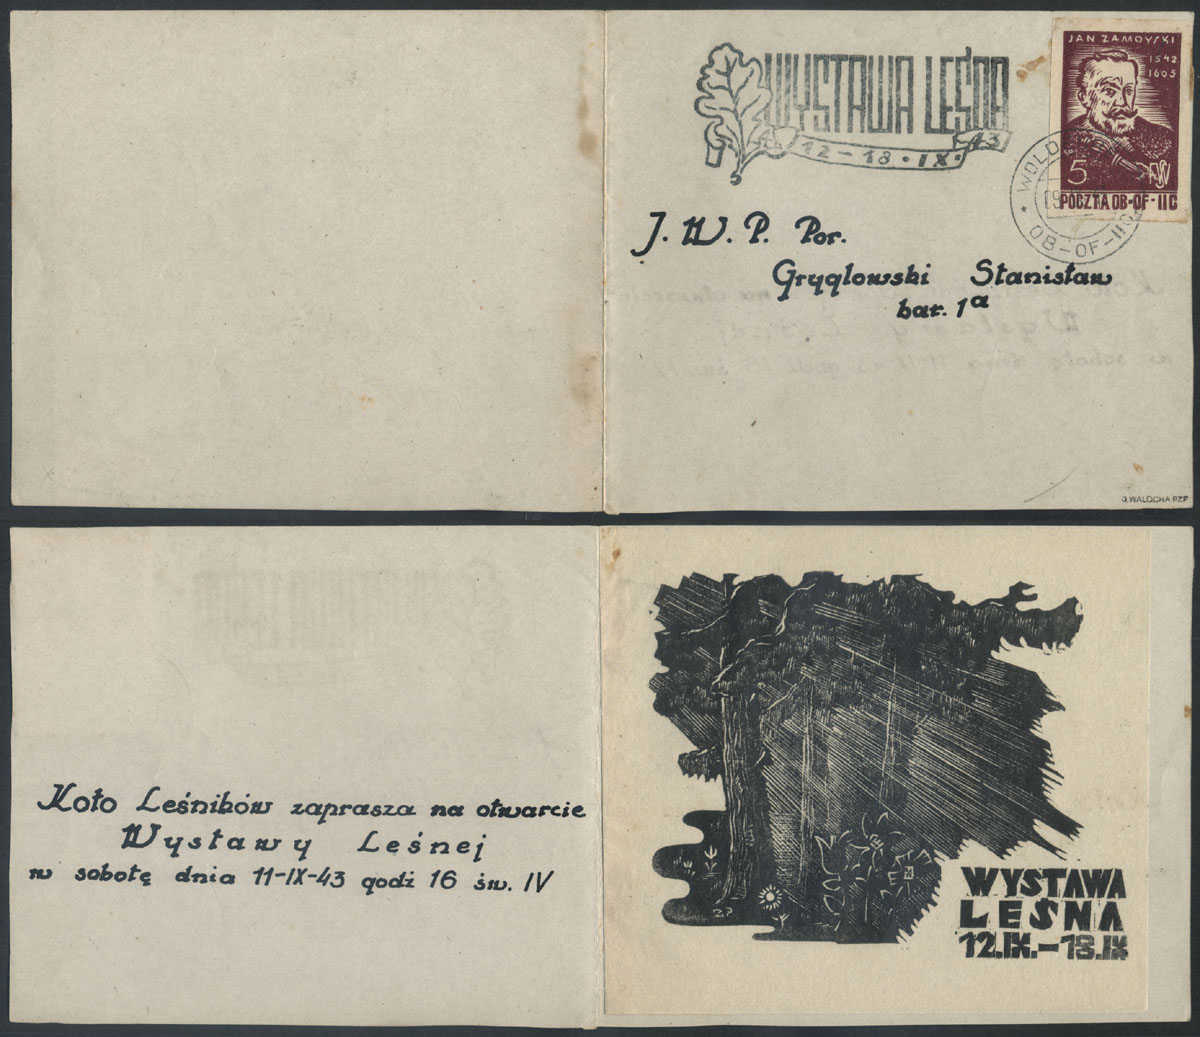 WYSTAWA LEŚNA
12-18·IX·43
JAN ZAMOYSKI
1542
1605
5
POCZTA OB-OF-IIC
WOLD
OB-OF-IIC
J. W. P. Por.
Gryglowski Stanisław
bar. 1a
J.WALOCHA PZF
Koło Leśników zaprasza na otwarcie
Wystawy Leśnej
w sobotę dnia 11-IX-43 godź 16 św. IV
Z.P.
WYSTAWA
LEŚNA
12.IX.-18.IX